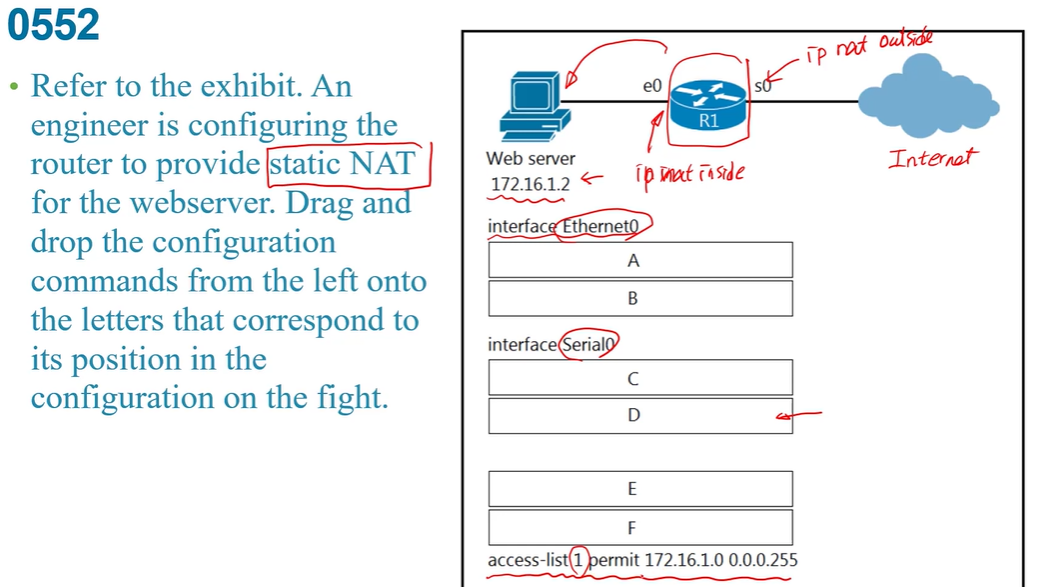 0552
• Refer to the exhibit. An
engineer is configuring the
router to provide static NAT
for the webserver. Drag and
drop the configuration
commands from the left onto
the letters that correspond to
its position in the
configuration on the fight.
ip nat outside
e0
s0
R1
Web server
172.16.1.2
ip nat inside
Internet
interface Ethernet0
A
B
interface Serial0
C
D
E
F
access-list 1 permit 172.16.1.0 0.0.0.255